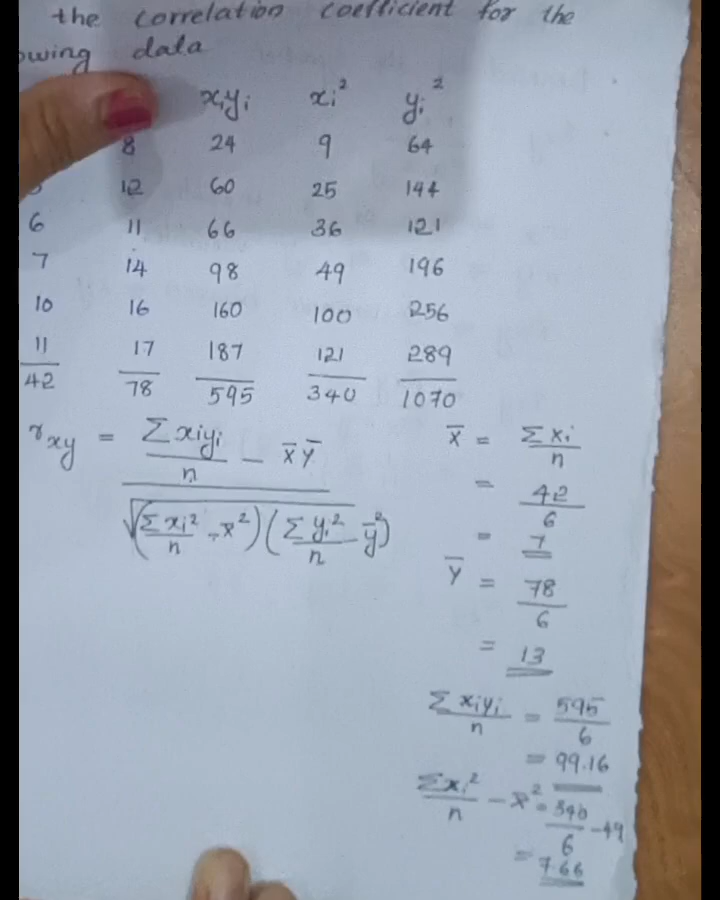 the correlation coefficient for the
owing data
xiyi xi² yi²
8 24 9 64
12 60 25 144
6 11 66 36 121
7 14 98 49 196
10 16 160 100 256
11 17 187 121 289
42 78 595 340 1070
rxy = Σxiyi/n - x̄ȳ / √(Σxi²/n - x̄²)(Σyi²/n - ȳ²)
x̄ = Σxi/n
= 42/6
= 7
ȳ = 78/6
= 13
Σxiyi/n = 595/6
= 99.16
Σxi²/n - x̄² = 340/6 - 49
= 7.66